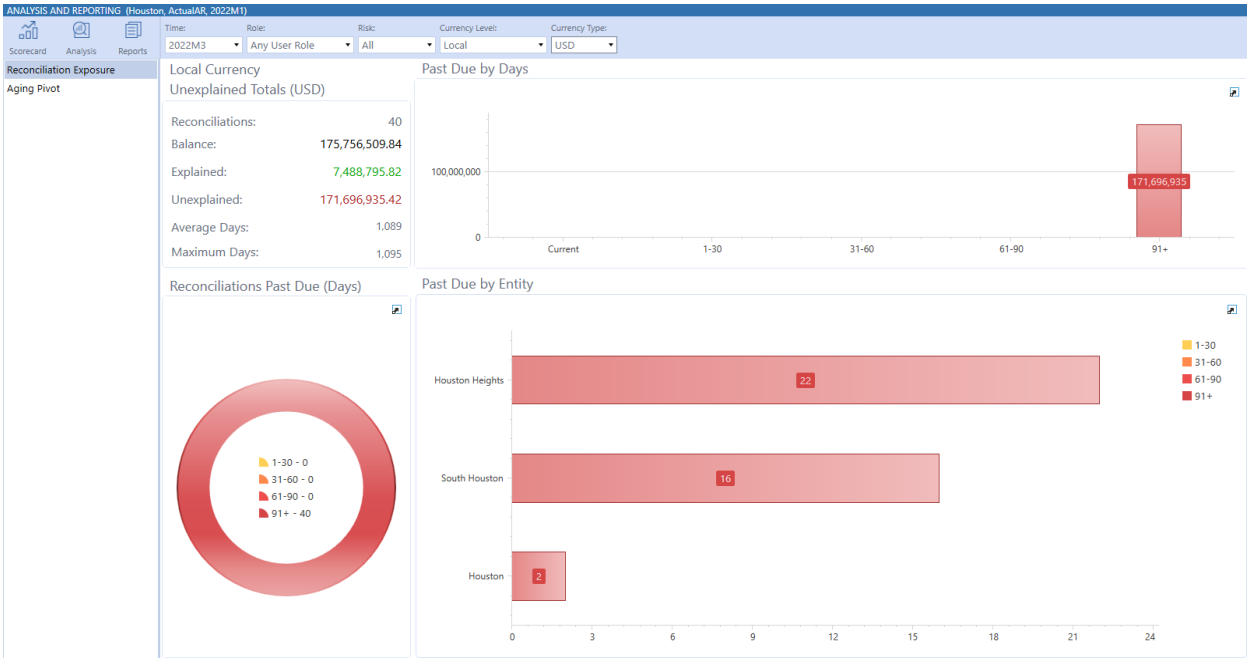 ANALYSIS AND REPORTING (Houston, ActualAR, 2022M1)
Scorecard Analysis Reports
Time: Role: Risk: Currency Level: Currency Type:
2022M3 Any User Role All Local USD
Reconciliation Exposure
Aging Pivot
Local Currency
Unexplained Totals (USD)
Reconciliations: 40
Balance: 175,756,509.84
Explained: 7,488,795.82
Unexplained: 171,696,935.42
Average Days: 1,089
Maximum Days: 1,095
Past Due by Days
100,000,000
171,696,935
0
Current 1-30 31-60 61-90 91+
Reconciliations Past Due (Days)
1-30 - 0
31-60 - 0
61-90 - 0
91+ - 40
Past Due by Entity
1-30
31-60
61-90
91+
Houston Heights 22
South Houston 16
Houston 2
0 3 6 9 12 15 18 21 24